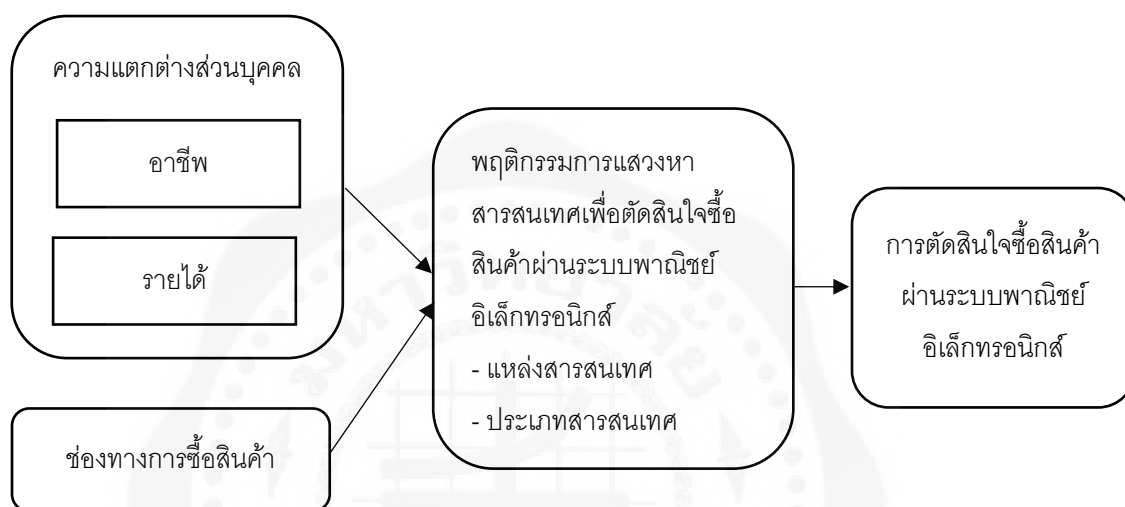 ความแตกต่างส่วนบุคคล
อาชีพ
รายได้
ช่องทางการซื้อสินค้า
พฤติกรรมการแสวงหา
สารสนเทศเพื่อตัดสินใจซื้อ
สินค้าผ่านระบบพาณิชย์
อิเล็กทรอนิกส์
- แหล่งสารสนเทศ
- ประเภทสารสนเทศ
การตัดสินใจซื้อสินค้า
ผ่านระบบพาณิชย์
อิเล็กทรอนิกส์